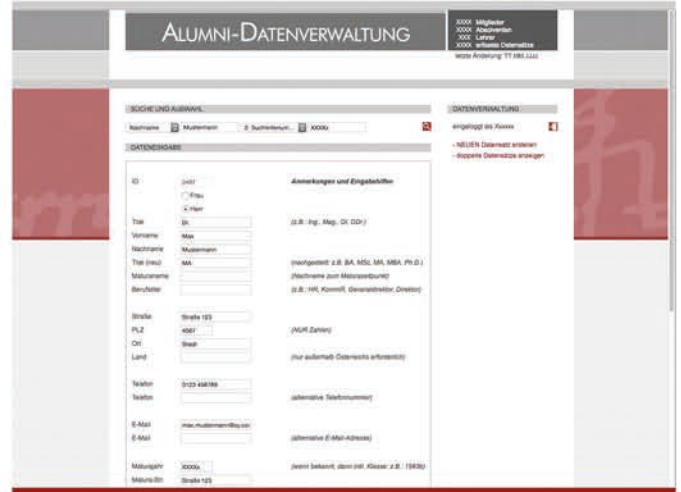 ALUMNI-DATENVERWALTUNG
XXXX Mitglieder
XXXX Absolventen
XXX Lehrer
XXXX erfasste Datensätze
letzte Änderung: TT.MM.JJJJ
SUCHE UND AUSWAHL
DATENVERWALTUNG
Nachname Mustermann 2. Suchkriterium... XXXXx
eingeloggt als Xxxxxx
- NEUEN Datensatz erstellen
- doppelte Datensätze anzeigen
DATENEINGABE
ID Anmerkungen und Eingabehilfen
Frau
Herr
Titel Dr. (z.B.: Ing., Mag., DI, DDr.)
Vorname Max
Nachname Mustermann
Titel (neu) MA (nachgestellt: z.B. BA, MSc, MA, MBA, Ph.D.)
Maturaname (Nachname zum Maturazeitpunkt)
Berufstitel (z.B.: HR, KommR, Generaldirektor, Direktor)
Straße Straße 123
PLZ 4567 (NUR Zahlen)
Ort Stadt
Land (nur außerhalb Österreichs erforderlich)
Telefon 0123 456789
Telefon (alternative Telefonnummer)
E-Mail
E-Mail (alternative E-Mail-Adresse)
Maturajahr XXXXx (wenn bekannt, dann inkl. Klasse: z.B.: 1983b)
Straße 123